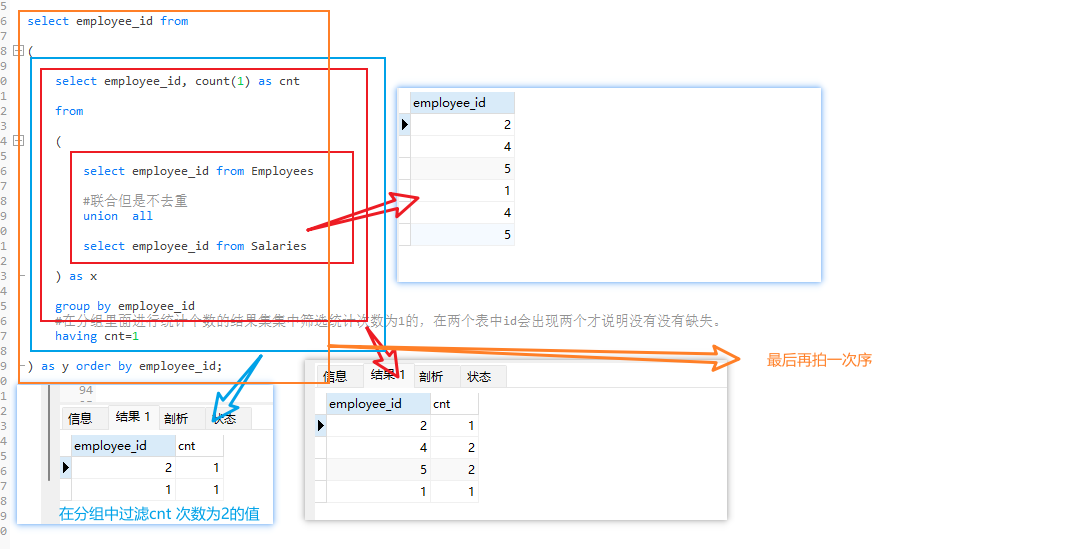 select employee_id from
(
select employee_id, count(1) as cnt
from
(
select employee_id from Employees
#联合但是不去重
union  all
select employee_id from Salaries
) as x
group by employee_id
#在分组里面进行统计个数的结果集集中筛选统计次数为1的，在两个表中id会出现两个才说明没有没有缺失。
having cnt=1
) as y order by employee_id;
employee_id
2
4
5
1
4
5
最后再拍一次序
信息 结果 1 剖析 状态
employee_id cnt
2 1
4 2
5 2
1 1
94
信息 结果 1 剖析 状态
employee_id cnt
2 1
1 1
在分组中过滤cnt 次数为2的值